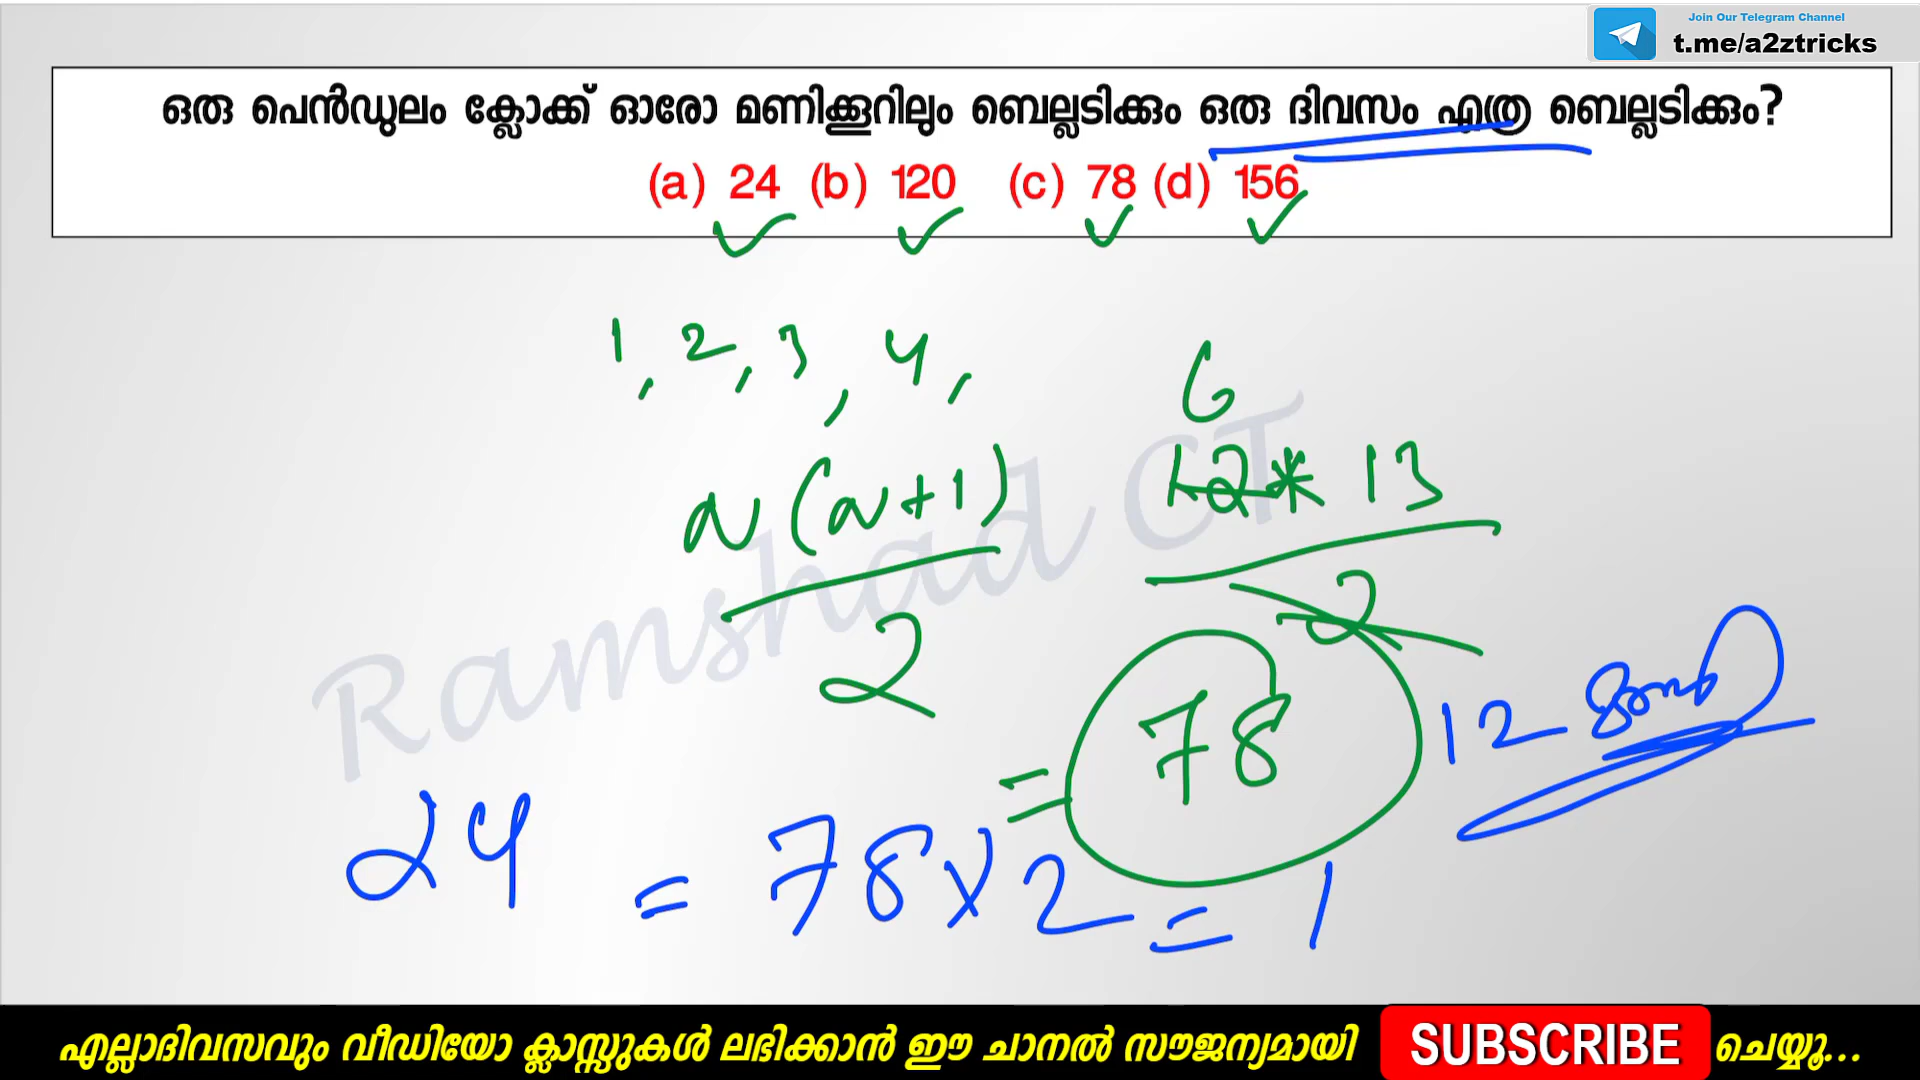 Join Our Telegram Channel
t.me/a2ztricks
ഒരു പെൻഡുലം ക്ലോക്ക് ഓരോ മണിക്കൂറിലും ബെല്ലടിക്കും ഒരു ദിവസം എത്ര ബെല്ലടിക്കും?
(a) 24 (b) 120 (c) 78 (d) 156
1, 2, 3, 4,
6
n(n+1)
2
12 * 13
2
= 78
12
24 = 78 x 2 = 1
Ramshad CT
എല്ലാദിവസവും വീഡിയോ ക്ലാസ്സുകൾ ലഭിക്കാൻ ഈ ചാനൽ സൗജന്യമായി SUBSCRIBE ചെയ്യൂ...